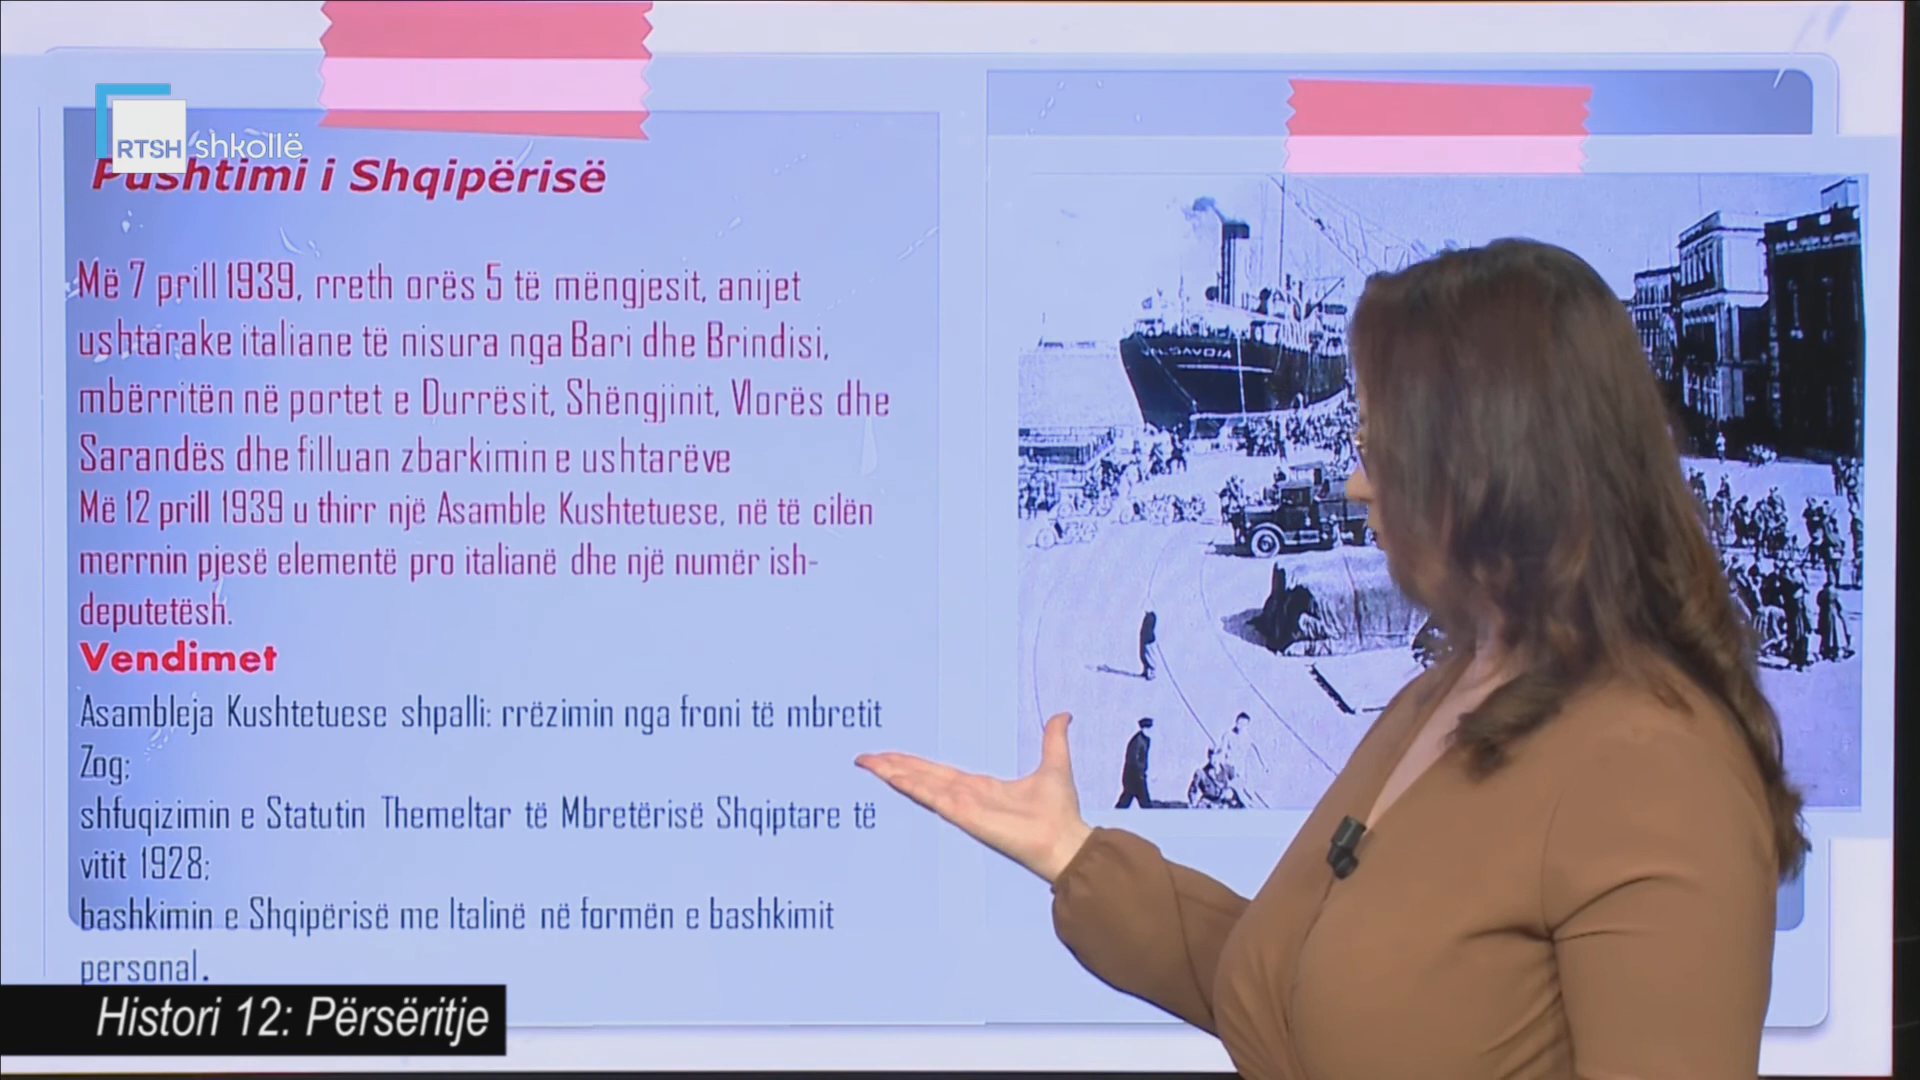 RTSH shkollë
Pushtimi i Shqipërisë
Më 7 prill 1939, rreth orës 5 të mëngjesit, anijet
ushtarake italiane të nisura nga Bari dhe Brindisi,
mbërritën në portet e Durrësit, Shëngjinit, Vlorës dhe
Sarandës dhe filluan zbarkimin e ushtarëve
Më 12 prill 1939 u thirr një Asamble Kushtetuese, në të cilën
merrnin pjesë elementë pro italianë dhe një numër ish-
deputetësh.
Vendimet
Asambleja Kushtetuese shpalli: rrëzimin nga froni të mbretit
Zog;
shfuqizimin e Statutin Themeltar të Mbretërisë Shqiptare të
vitit 1928;
bashkimin e Shqipërisë me Italinë në formën e bashkimit
personal.
Histori 12: Përsëritje